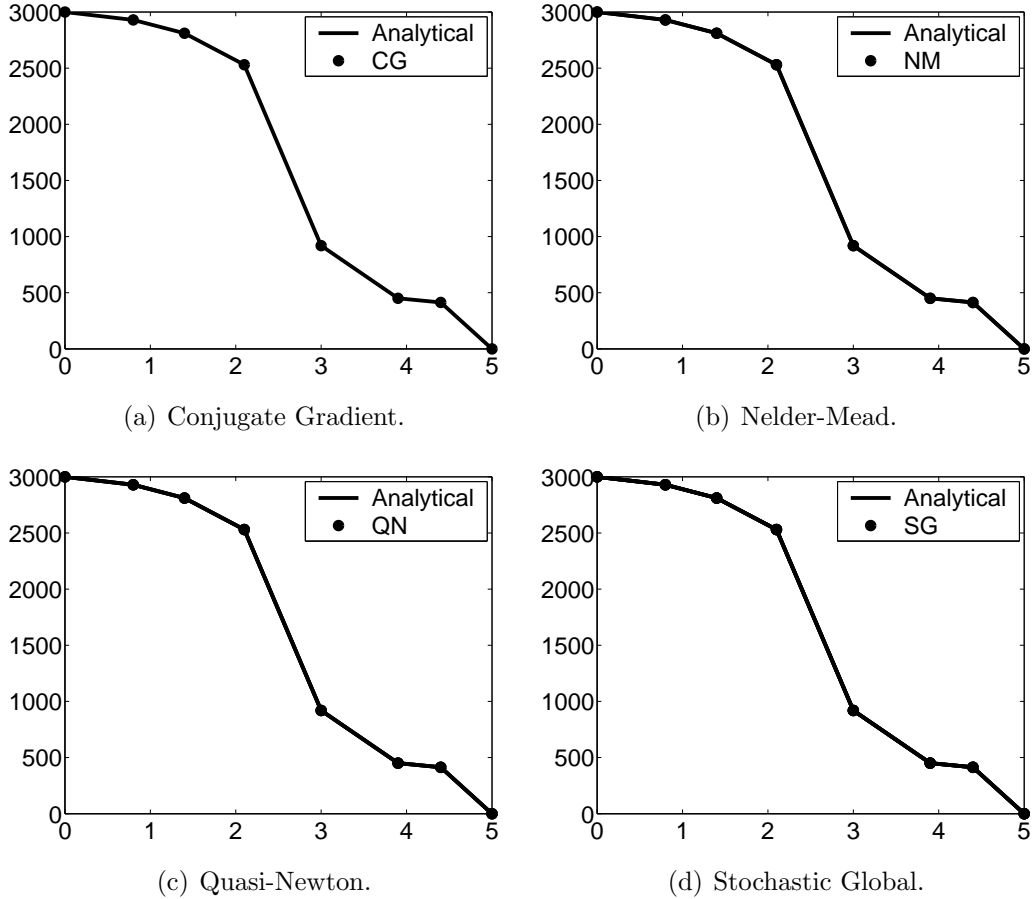 3000
2500
2000
1500
1000
500
0
0 1 2 3 4 5
Analytical
CG
(a) Conjugate Gradient.
3000
2500
2000
1500
1000
500
0
0 1 2 3 4 5
Analytical
NM
(b) Nelder-Mead.
3000
2500
2000
1500
1000
500
0
0 1 2 3 4 5
Analytical
QN
(c) Quasi-Newton.
3000
2500
2000
1500
1000
500
0
0 1 2 3 4 5
Analytical
SG
(d) Stochastic Global.